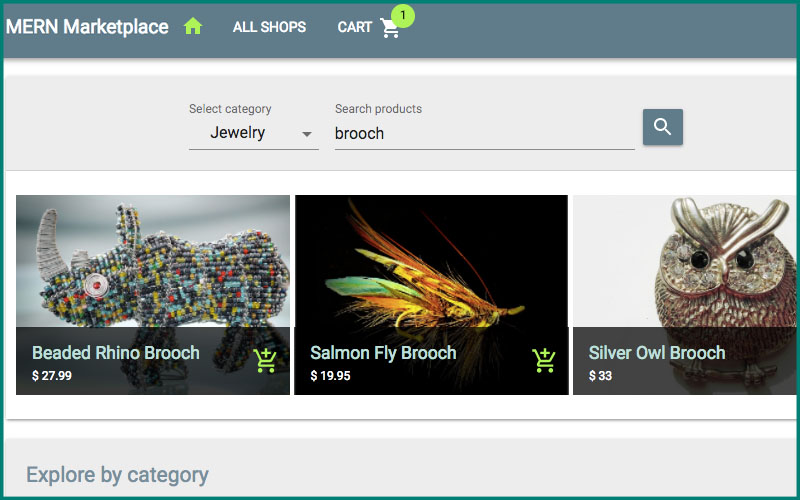 MERN Marketplace ALL SHOPS CART 1
Select category
Jewelry
Search products
brooch
Beaded Rhino Brooch
$ 27.99
Salmon Fly Brooch
$ 19.95
Silver Owl Brooch
$ 33
Explore by category